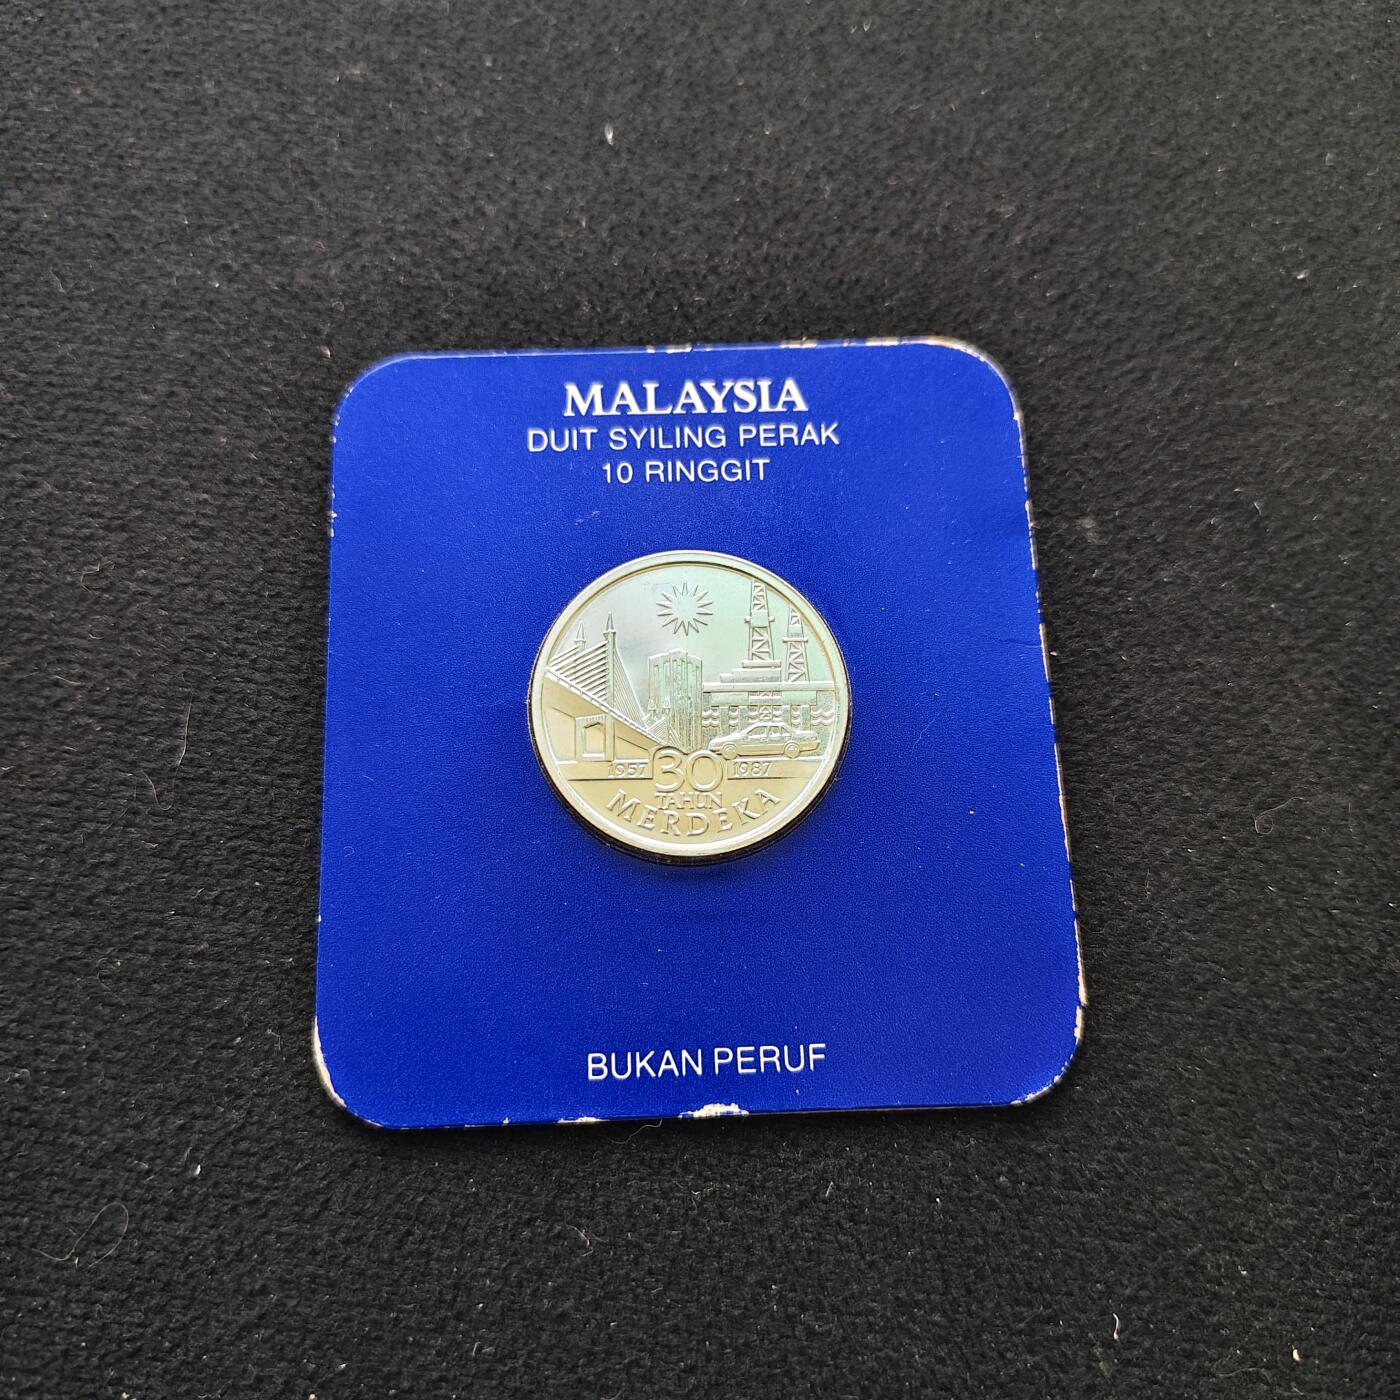 MALAYSIA
DUIT SYILING PERAK
10 RINGGIT
1957 30 1987
TAHUN
MERDEKA
BUKAN PERUF